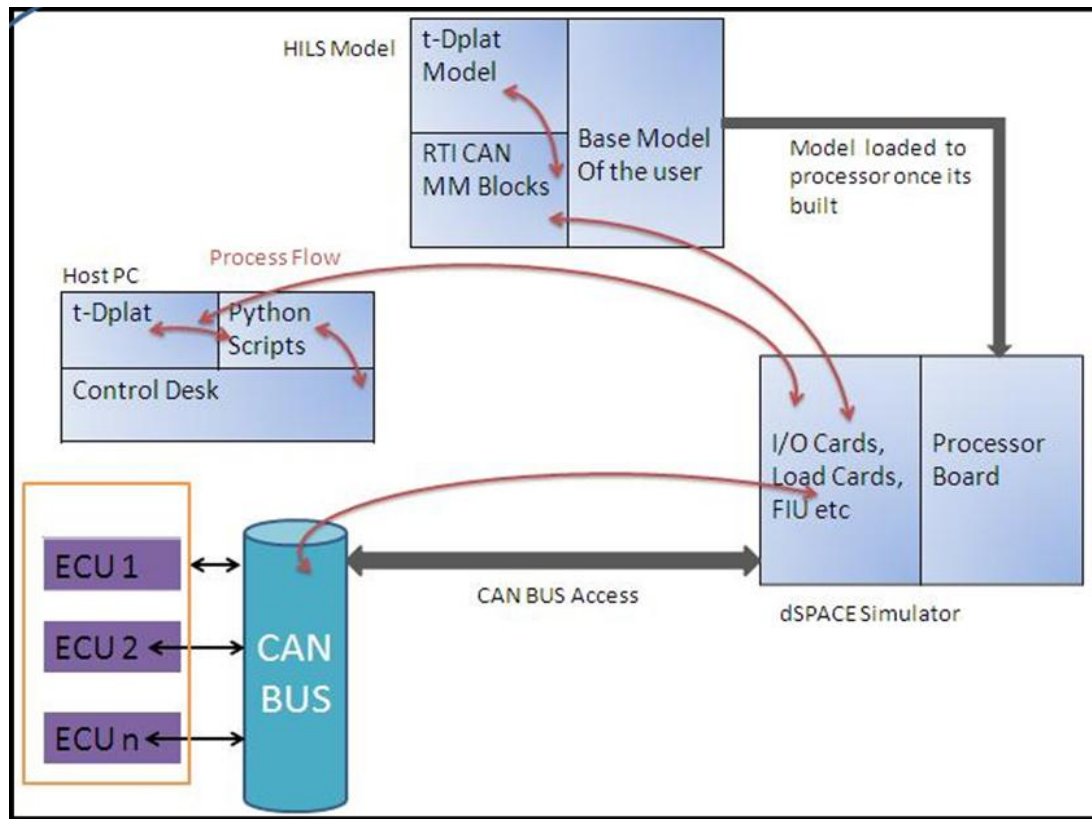 HILS Model
t-Dplat
Model
RTI CAN
MM Blocks
Base Model
Of the user
Model loaded to
processor once its
built
Process Flow
Host PC
t-Dplat
Python
Scripts
Control Desk
I/O Cards,
Load Cards,
FIU etc
Processor
Board
dSPACE Simulator
ECU 1
ECU 2
ECU n
CAN
BUS
CAN BUS Access